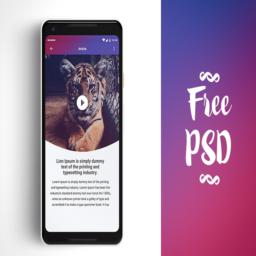 Article
Lorem Ipsum is simply dummy
text of the printing and
typesetting industry.
Lorem Ipsum is simply dummy text of the printing and
typesetting industry. Lorem Ipsum has been the industry's
standard dummy text ever since the 1500s,
when an unknown printer took a galley of type and
scrambled it to make a type specimen book. It has
Free
PSD